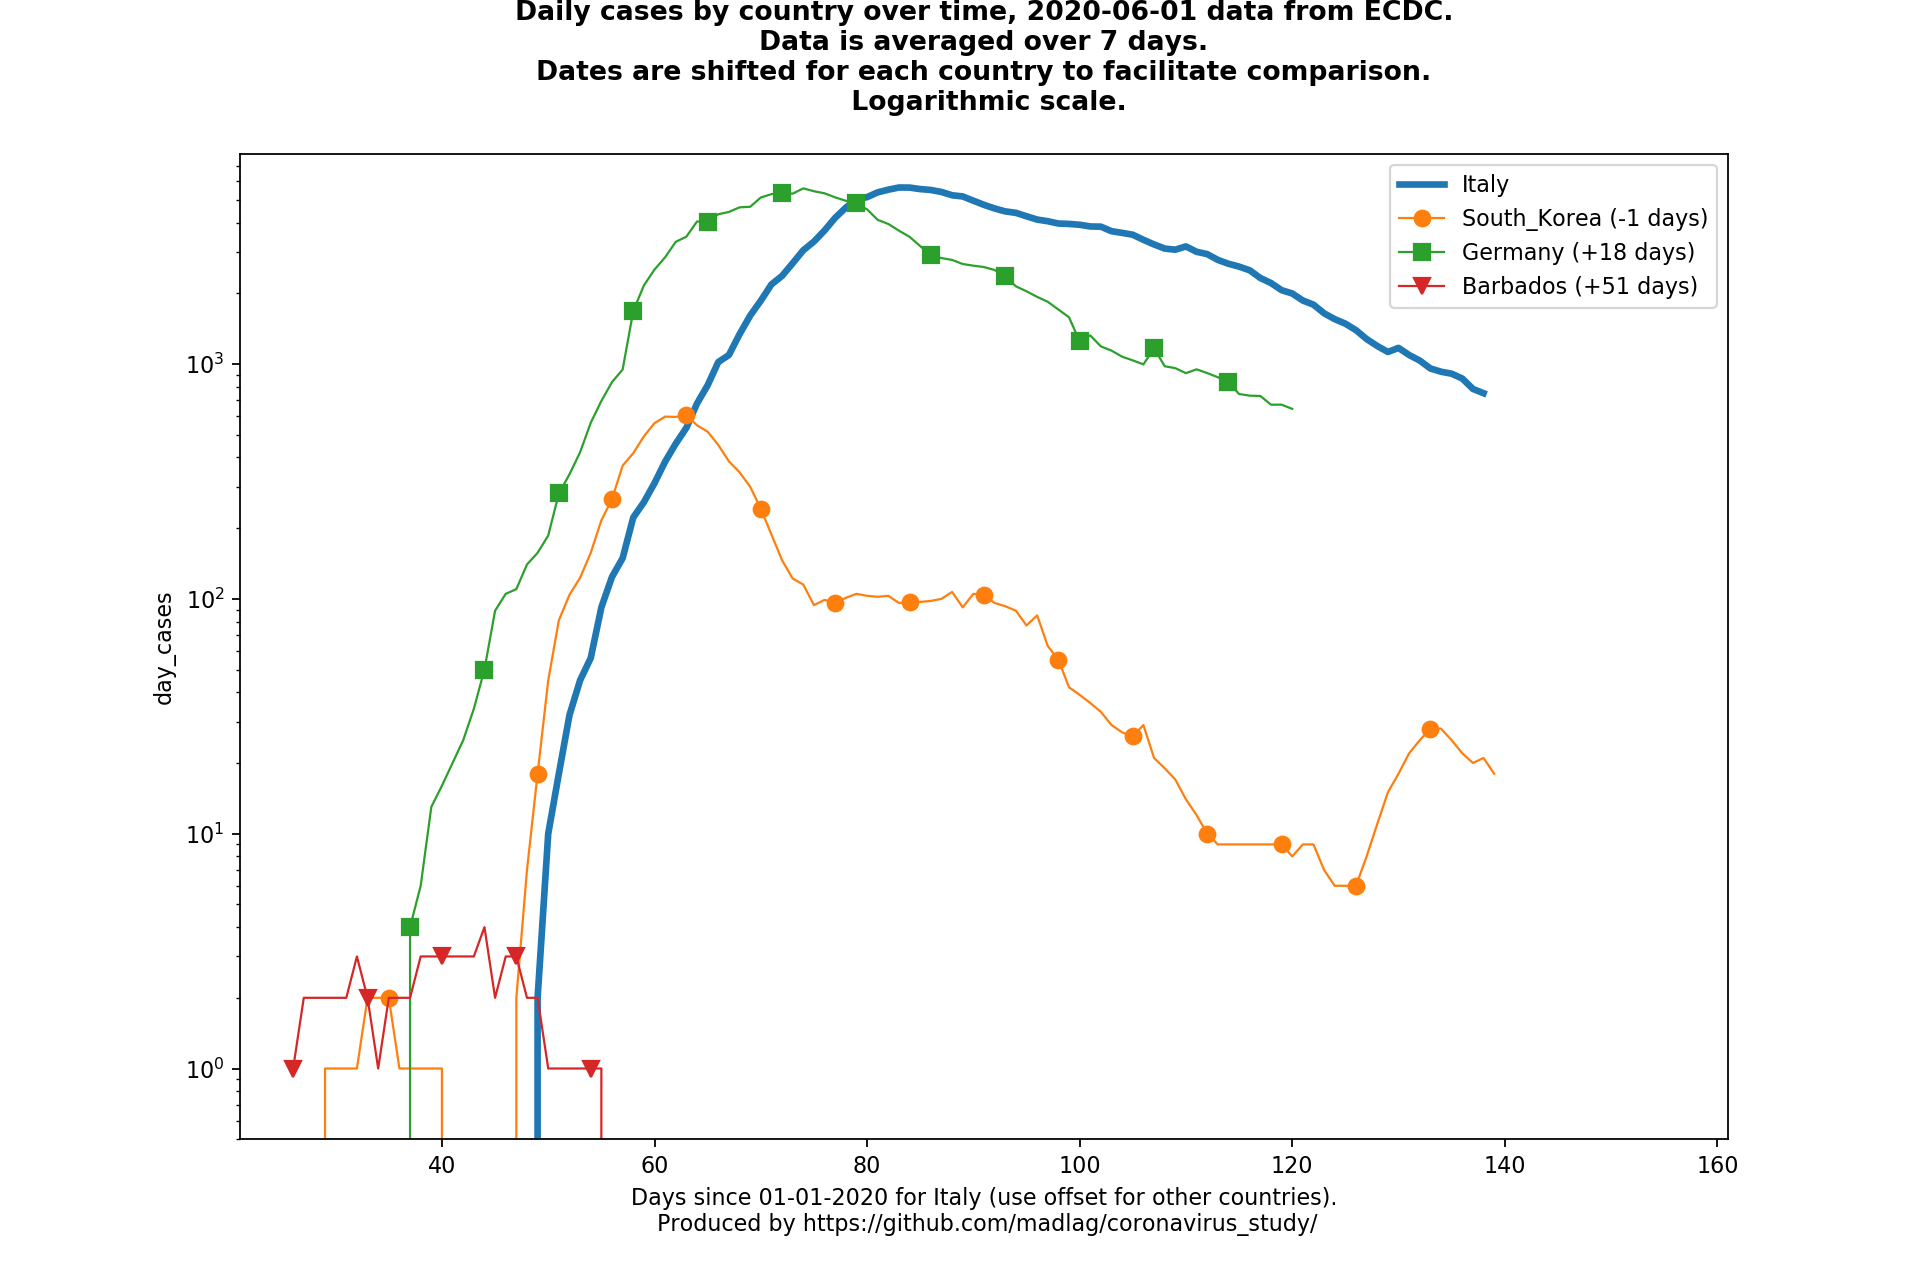 Daily cases by country over time, 2020-06-01 data from ECDC.
Data is averaged over 7 days.
Dates are shifted for each country to facilitate comparison.
Logarithmic scale.
Italy
South_Korea (-1 days)
Germany (+18 days)
Barbados (+51 days)
day_cases
10³
10²
10¹
10⁰
40 60 80 100 120 140 160
Days since 01-01-2020 for Italy (use offset for other countries).
Produced by https://github.com/madlag/coronavirus_study/